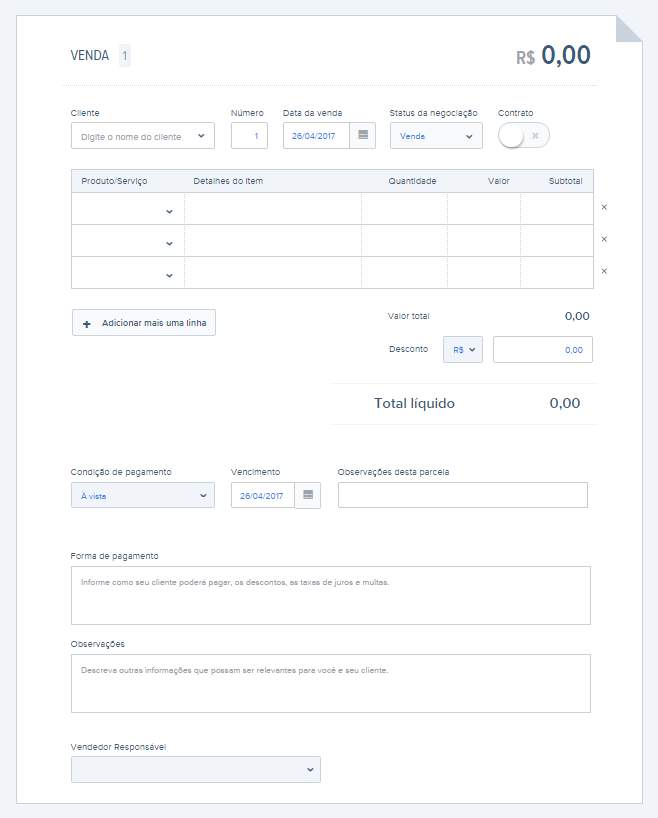 VENDA 1 R$ 0,00
Cliente Número Data da venda Status da negociação Contrato
Digite o nome do cliente 1 26/04/2017 Venda
Produto/Serviço Detalhes do item Quantidade Valor Subtotal
+ Adicionar mais uma linha
Valor total 0,00
Desconto R$ 0,00
Total líquido 0,00
Condição de pagamento Vencimento Observações desta parcela
À vista 26/04/2017
Forma de pagamento
Informe como seu cliente poderá pagar, os descontos, as taxas de juros e multas.
Observações
Descreva outras informações que possam ser relevantes para você e seu cliente.
Vendedor Responsável